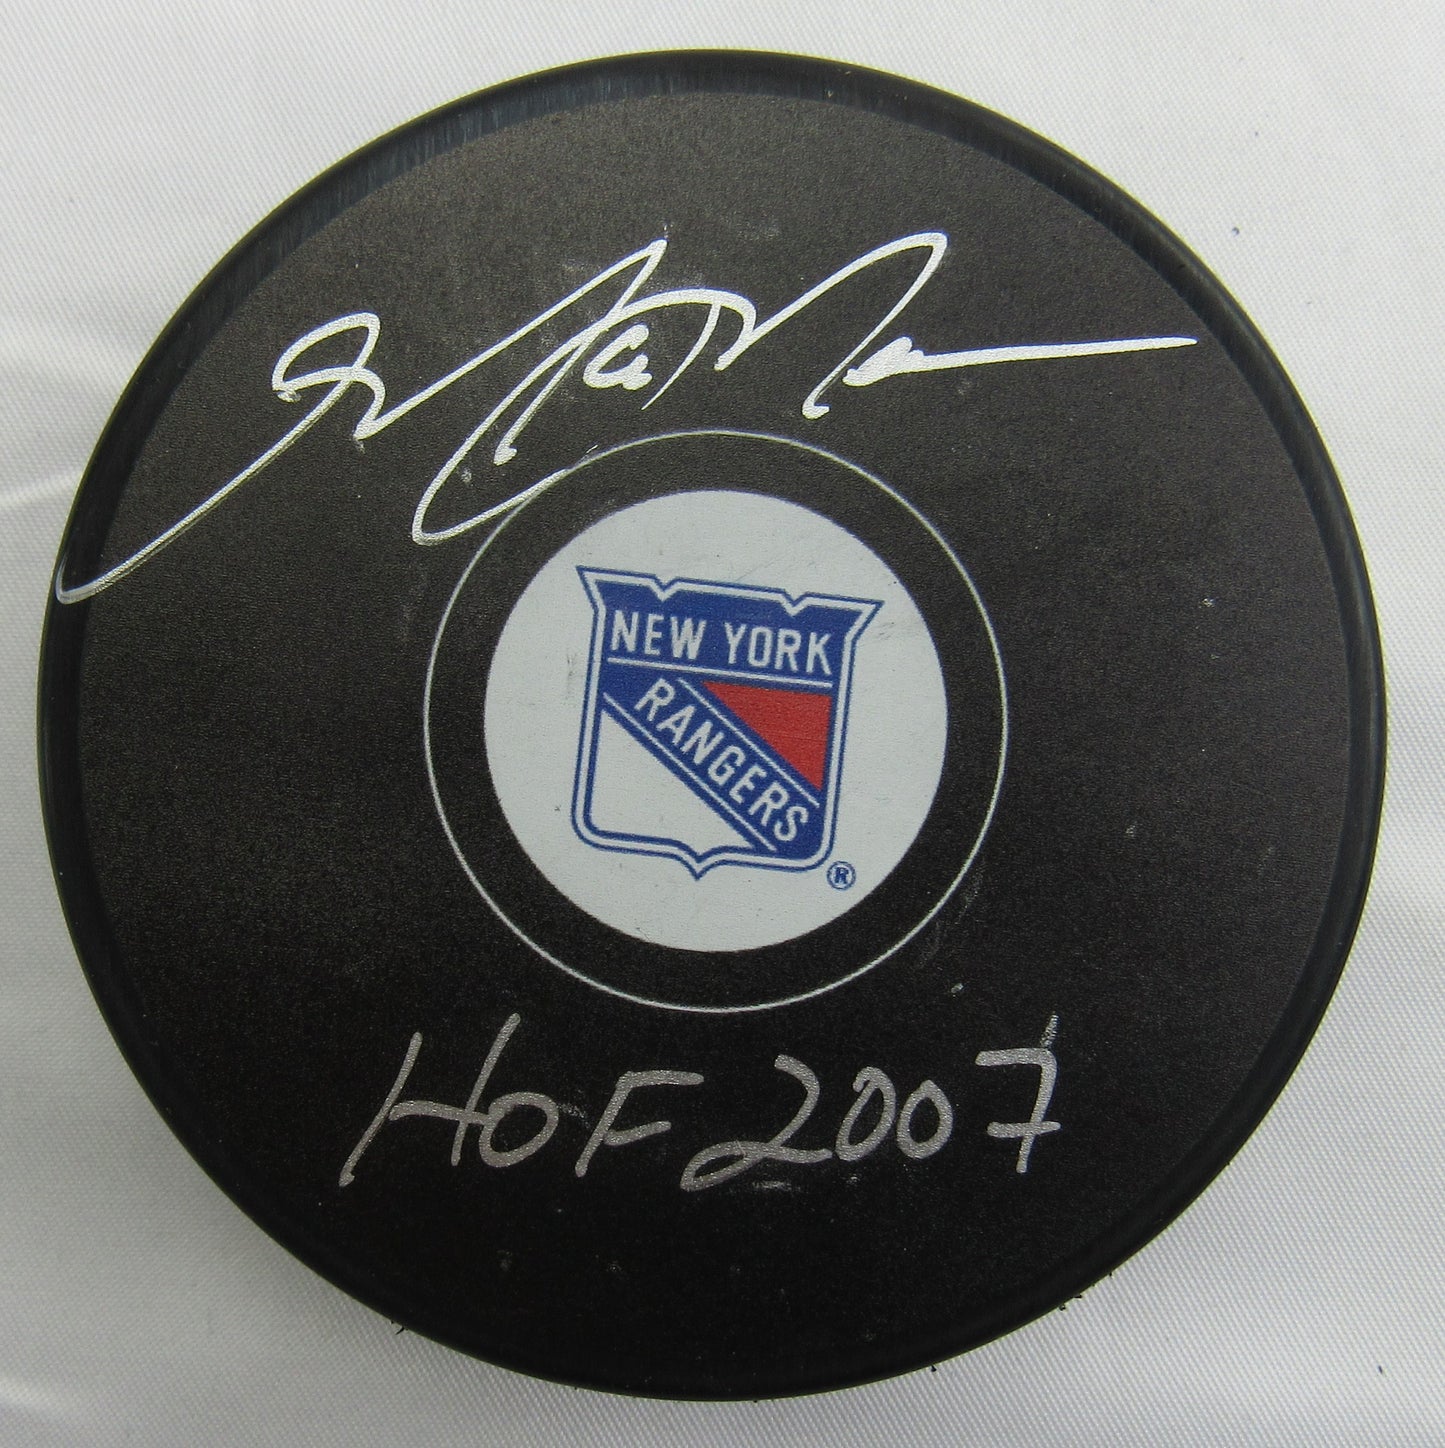 NEW YORK
RANGERS
®
HOF 2007